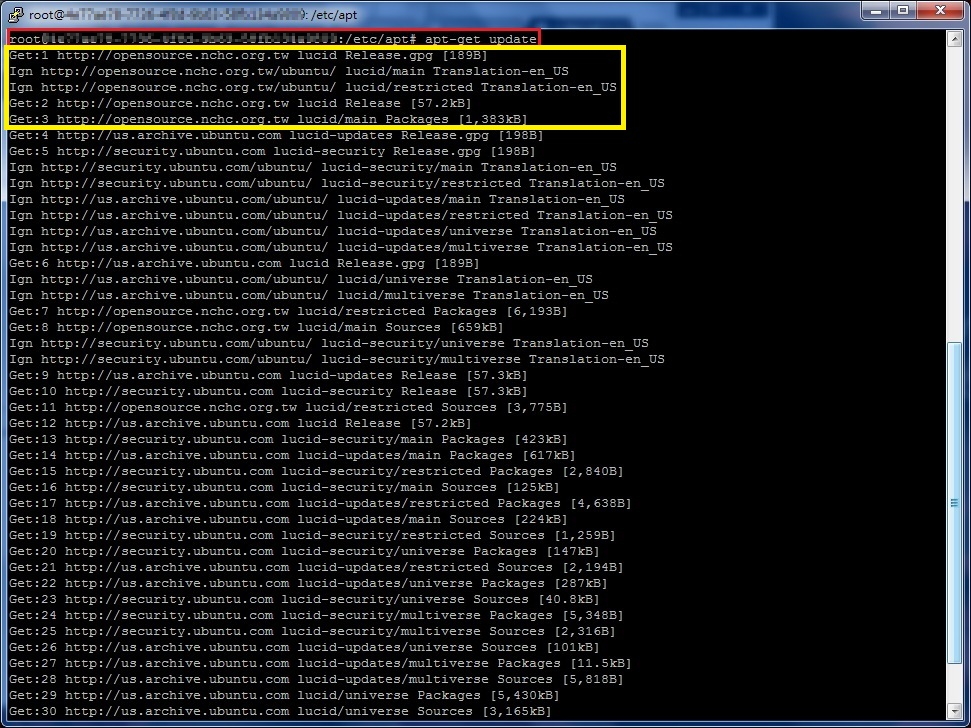 root@: /etc/apt
root@:/etc/apt# apt-get update
Get:1 http://opensource.nchc.org.tw lucid Release.gpg [189B]
Ign http://opensource.nchc.org.tw/ubuntu/ lucid/main Translation-en_US
Ign http://opensource.nchc.org.tw/ubuntu/ lucid/restricted Translation-en_US
Get:2 http://opensource.nchc.org.tw lucid Release [57.2kB]
Get:3 http://opensource.nchc.org.tw lucid/main Packages [1,383kB]
Get:4 http://us.archive.ubuntu.com lucid-updates Release.gpg [198B]
Get:5 http://security.ubuntu.com lucid-security Release.gpg [198B]
Ign http://security.ubuntu.com/ubuntu/ lucid-security/main Translation-en_US
Ign http://security.ubuntu.com/ubuntu/ lucid-security/restricted Translation-en_US
Ign http://us.archive.ubuntu.com/ubuntu/ lucid-updates/main Translation-en_US
Ign http://us.archive.ubuntu.com/ubuntu/ lucid-updates/restricted Translation-en_US
Ign http://us.archive.ubuntu.com/ubuntu/ lucid-updates/universe Translation-en_US
Ign http://us.archive.ubuntu.com/ubuntu/ lucid-updates/multiverse Translation-en_US
Get:6 http://us.archive.ubuntu.com lucid Release.gpg [189B]
Ign http://us.archive.ubuntu.com/ubuntu/ lucid/universe Translation-en_US
Ign http://us.archive.ubuntu.com/ubuntu/ lucid/multiverse Translation-en_US
Get:7 http://opensource.nchc.org.tw lucid/restricted Packages [6,193B]
Get:8 http://opensource.nchc.org.tw lucid/main Sources [659kB]
Ign http://security.ubuntu.com/ubuntu/ lucid-security/universe Translation-en_US
Ign http://security.ubuntu.com/ubuntu/ lucid-security/multiverse Translation-en_US
Get:9 http://us.archive.ubuntu.com lucid-updates Release [57.3kB]
Get:10 http://security.ubuntu.com lucid-security Release [57.3kB]
Get:11 http://opensource.nchc.org.tw lucid/restricted Sources [3,775B]
Get:12 http://us.archive.ubuntu.com lucid Release [57.2kB]
Get:13 http://security.ubuntu.com lucid-security/main Packages [423kB]
Get:14 http://us.archive.ubuntu.com lucid-updates/main Packages [617kB]
Get:15 http://security.ubuntu.com lucid-security/restricted Packages [2,840B]
Get:16 http://security.ubuntu.com lucid-security/main Sources [125kB]
Get:17 http://us.archive.ubuntu.com lucid-updates/restricted Packages [4,638B]
Get:18 http://us.archive.ubuntu.com lucid-updates/main Sources [224kB]
Get:19 http://security.ubuntu.com lucid-security/restricted Sources [1,259B]
Get:20 http://security.ubuntu.com lucid-security/universe Packages [147kB]
Get:21 http://us.archive.ubuntu.com lucid-updates/restricted Sources [2,194B]
Get:22 http://us.archive.ubuntu.com lucid-updates/universe Packages [287kB]
Get:23 http://security.ubuntu.com lucid-security/universe Sources [40.8kB]
Get:24 http://security.ubuntu.com lucid-security/multiverse Packages [5,348B]
Get:25 http://security.ubuntu.com lucid-security/multiverse Sources [2,316B]
Get:26 http://us.archive.ubuntu.com lucid-updates/universe Sources [101kB]
Get:27 http://us.archive.ubuntu.com lucid-updates/multiverse Packages [11.5kB]
Get:28 http://us.archive.ubuntu.com lucid-updates/multiverse Sources [5,818B]
Get:29 http://us.archive.ubuntu.com lucid/universe Packages [5,430kB]
Get:30 http://us.archive.ubuntu.com lucid/universe Sources [3,165kB]